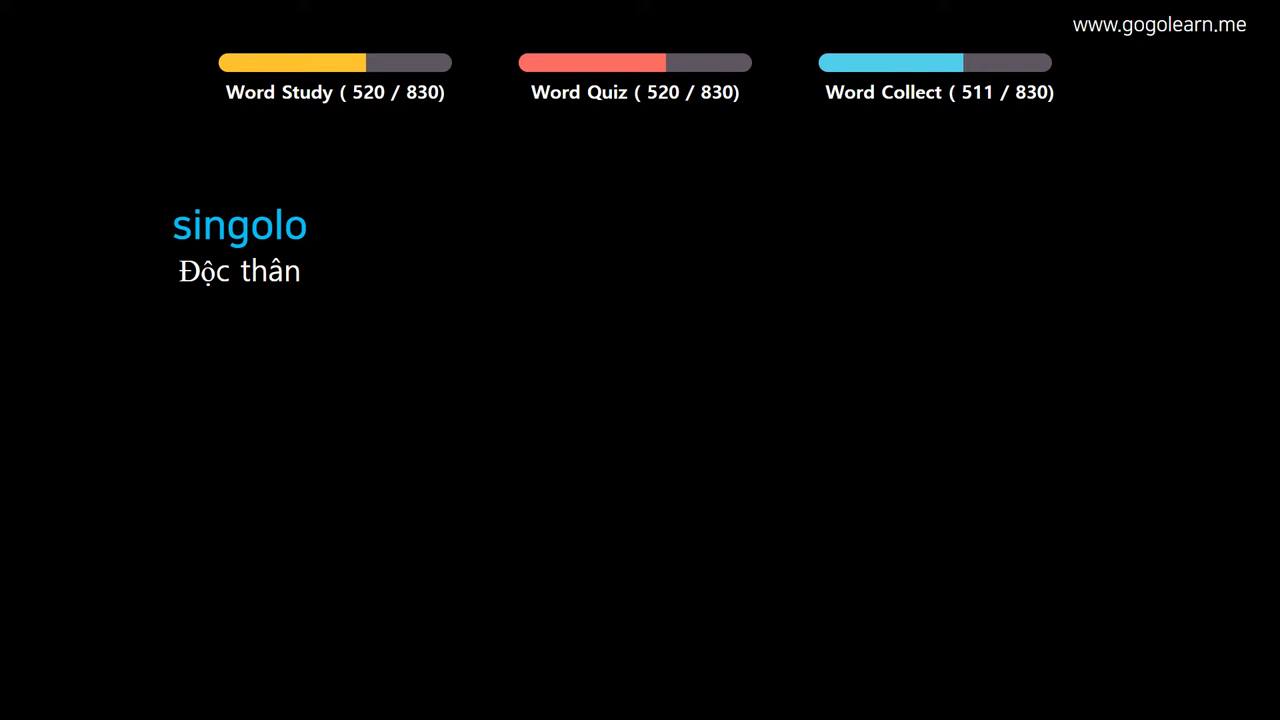 www.gogolearn.me
Word Study ( 520 / 830)
Word Quiz ( 520 / 830)
Word Collect ( 511 / 830)
singolo
Độc thân